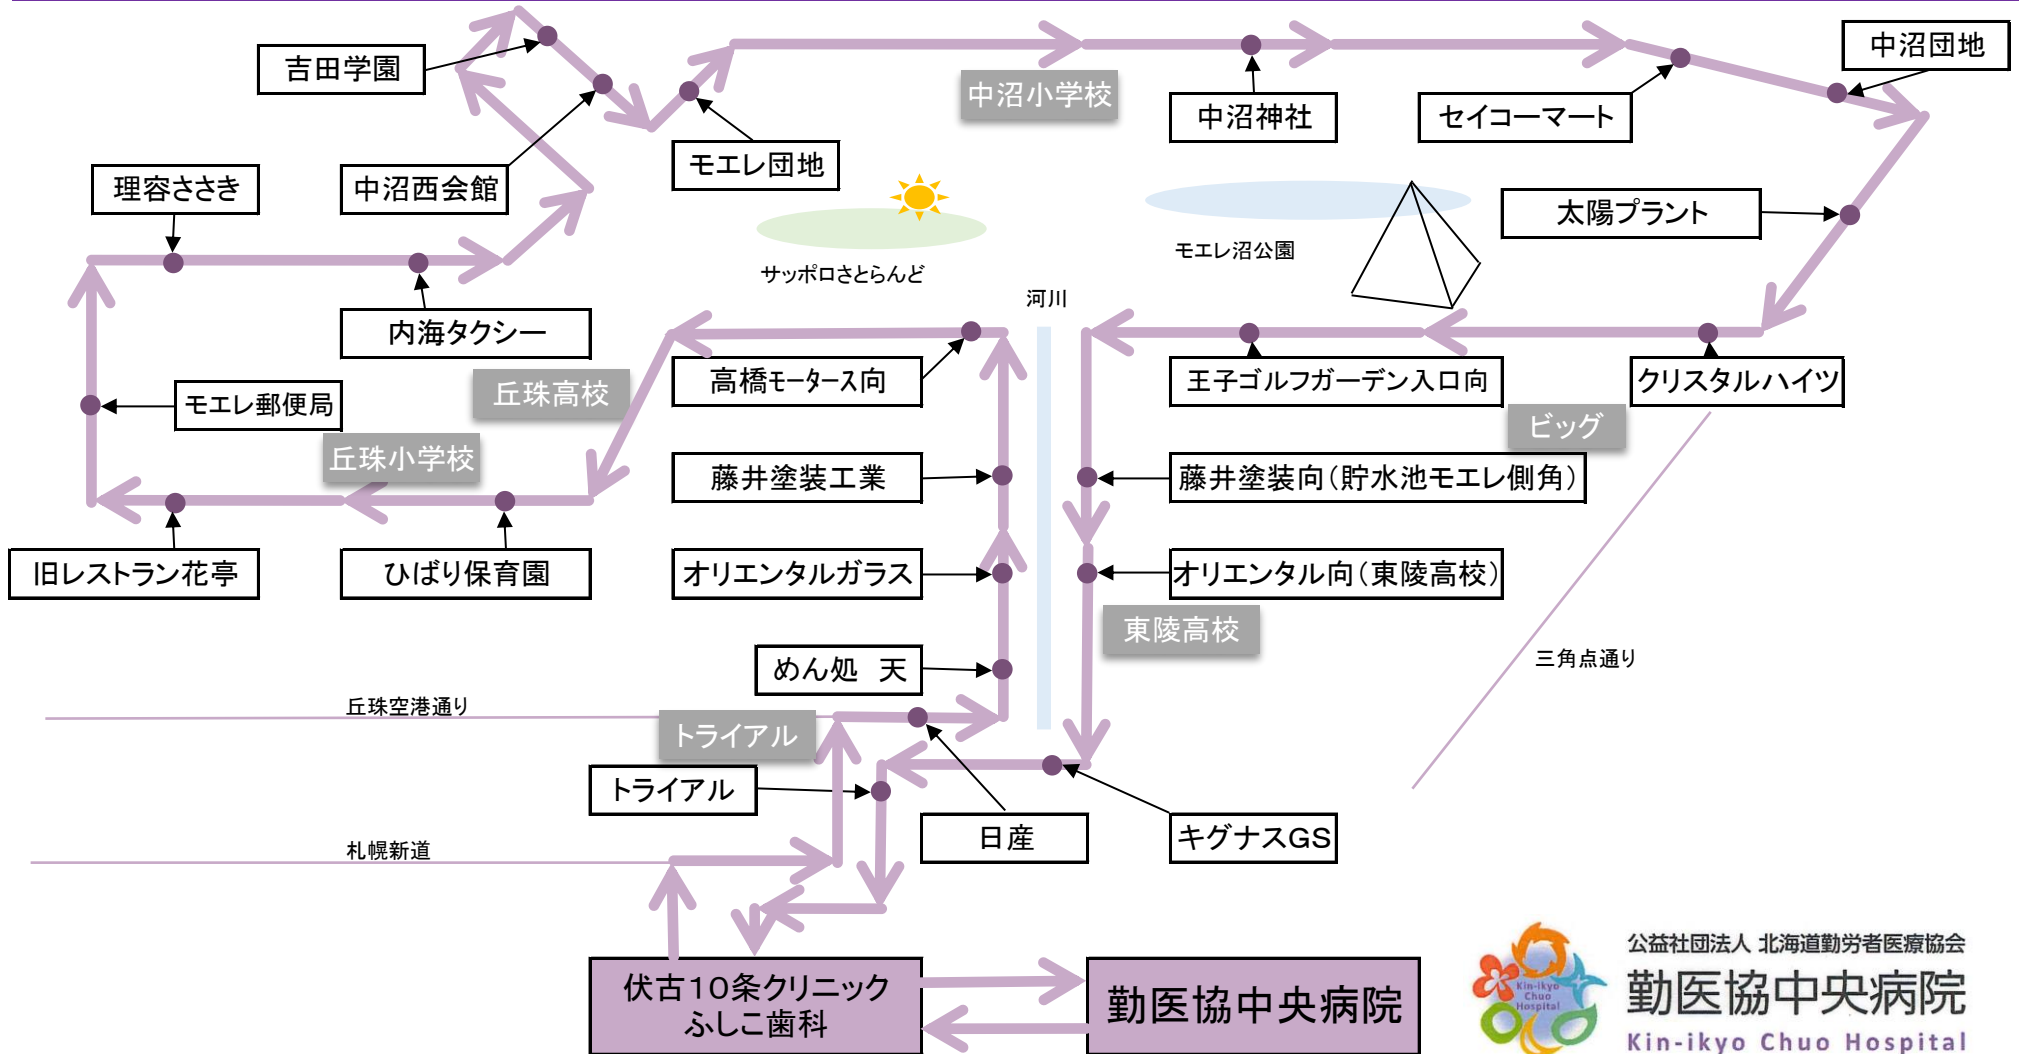 中沼団地
吉田学園
中沼小学校
中沼神社
セイコーマート
モエレ団地
理容ささき
中沼西会館
太陽プラント
モエレ沼公園
サッポロさとらんど
河川
内海タクシー
高橋モータース向
王子ゴルフガーデン入口向
クリスタルハイツ
丘珠高校
モエレ郵便局
ビッグ
丘珠小学校
藤井塗装工業
藤井塗装向(貯水池モエレ側角)
旧レストラン花亭
ひばり保育園
オリエンタルガラス
オリエンタル向(東陵高校)
東陵高校
めん処　天
三角点通り
丘珠空港通り
トライアル
トライアル
日産
キグナスGS
札幌新道
伏古10条クリニック
ふしこ歯科
勤医協中央病院
Kin-ikyo
Chuo
Hospital
公益社団法人 北海道勤労者医療協会
勤医協中央病院
Kin-ikyo Chuo Hospital